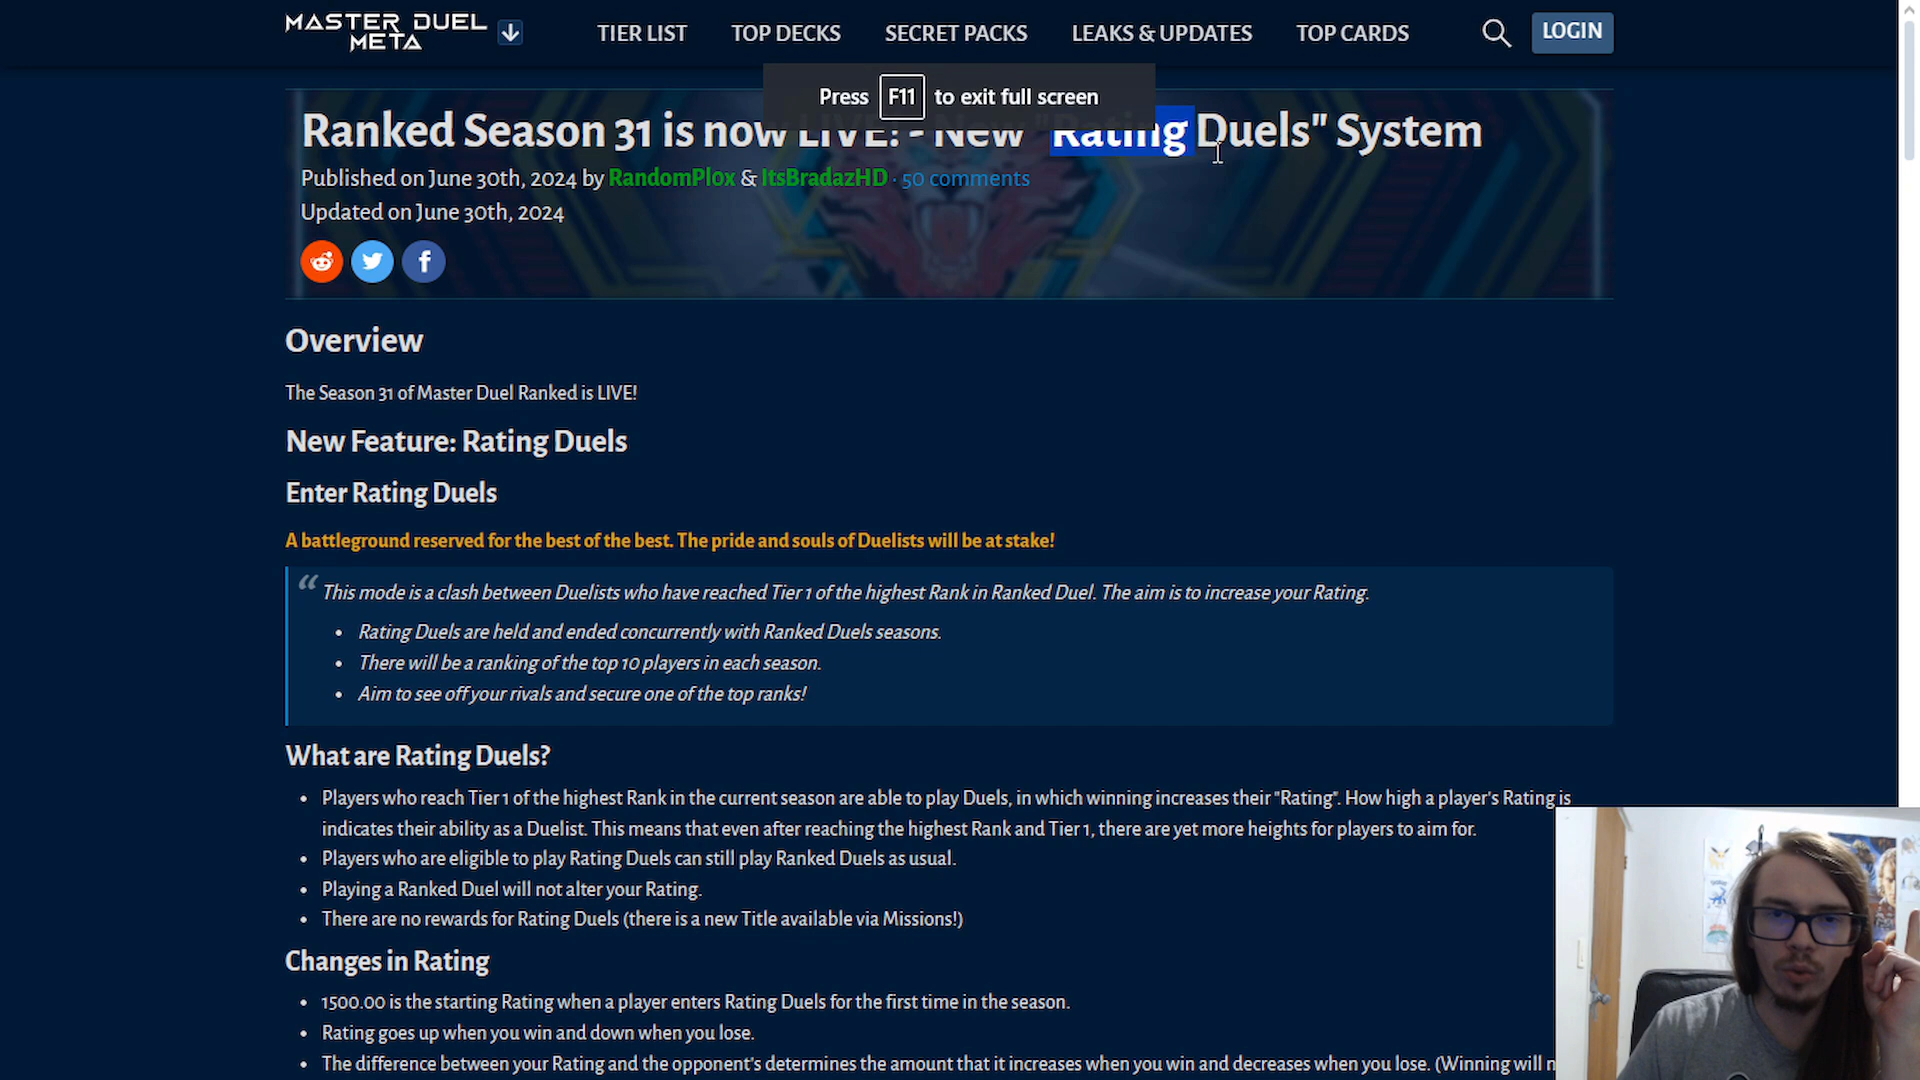 MASTER DUEL
META
TIER LIST
TOP DECKS
SECRET PACKS
LEAKS & UPDATES
TOP CARDS
LOGIN
Press F11 to exit full screen
Ranked Season 31 is now LIVE! - New "Rating Duels" System
Published on June 30th, 2024 by RandomPl0x & ItsBradazHD · 50 comments
Updated on June 30th, 2024
Overview
The Season 31 of Master Duel Ranked is LIVE!
New Feature: Rating Duels
Enter Rating Duels
A battleground reserved for the best of the best. The pride and souls of Duelists will be at stake!
“ This mode is a clash between Duelists who have reached Tier 1 of the highest Rank in Ranked Duel. The aim is to increase your Rating.
• Rating Duels are held and ended concurrently with Ranked Duels seasons.
• There will be a ranking of the top 10 players in each season.
• Aim to see off your rivals and secure one of the top ranks!
What are Rating Duels?
• Players who reach Tier 1 of the highest Rank in the current season are able to play Duels, in which winning increases their "Rating". How high a player's Rating is
indicates their ability as a Duelist. This means that even after reaching the highest Rank and Tier 1, there are yet more heights for players to aim for.
• Players who are eligible to play Rating Duels can still play Ranked Duels as usual.
• Playing a Ranked Duel will not alter your Rating.
• There are no rewards for Rating Duels (there is a new Title available via Missions!)
Changes in Rating
• 1500.00 is the starting Rating when a player enters Rating Duels for the first time in the season.
• Rating goes up when you win and down when you lose.
• The difference between your Rating and the opponent's determines the amount that it increases when you win and decreases when you lose. (Winning will